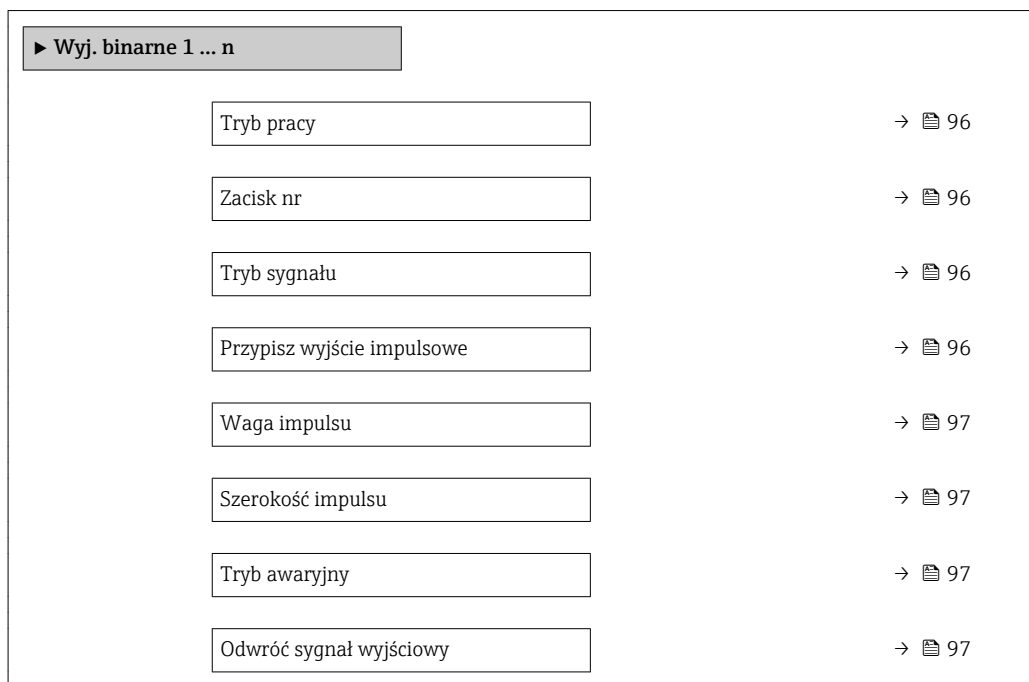 ▶ Wyj. binarne 1 ... n
Tryb pracy → 96
Zacisk nr → 96
Tryb sygnału → 96
Przypisz wyjście impulsowe → 96
Waga impulsu → 97
Szerokość impulsu → 97
Tryb awaryjny → 97
Odwróć sygnał wyjściowy → 97